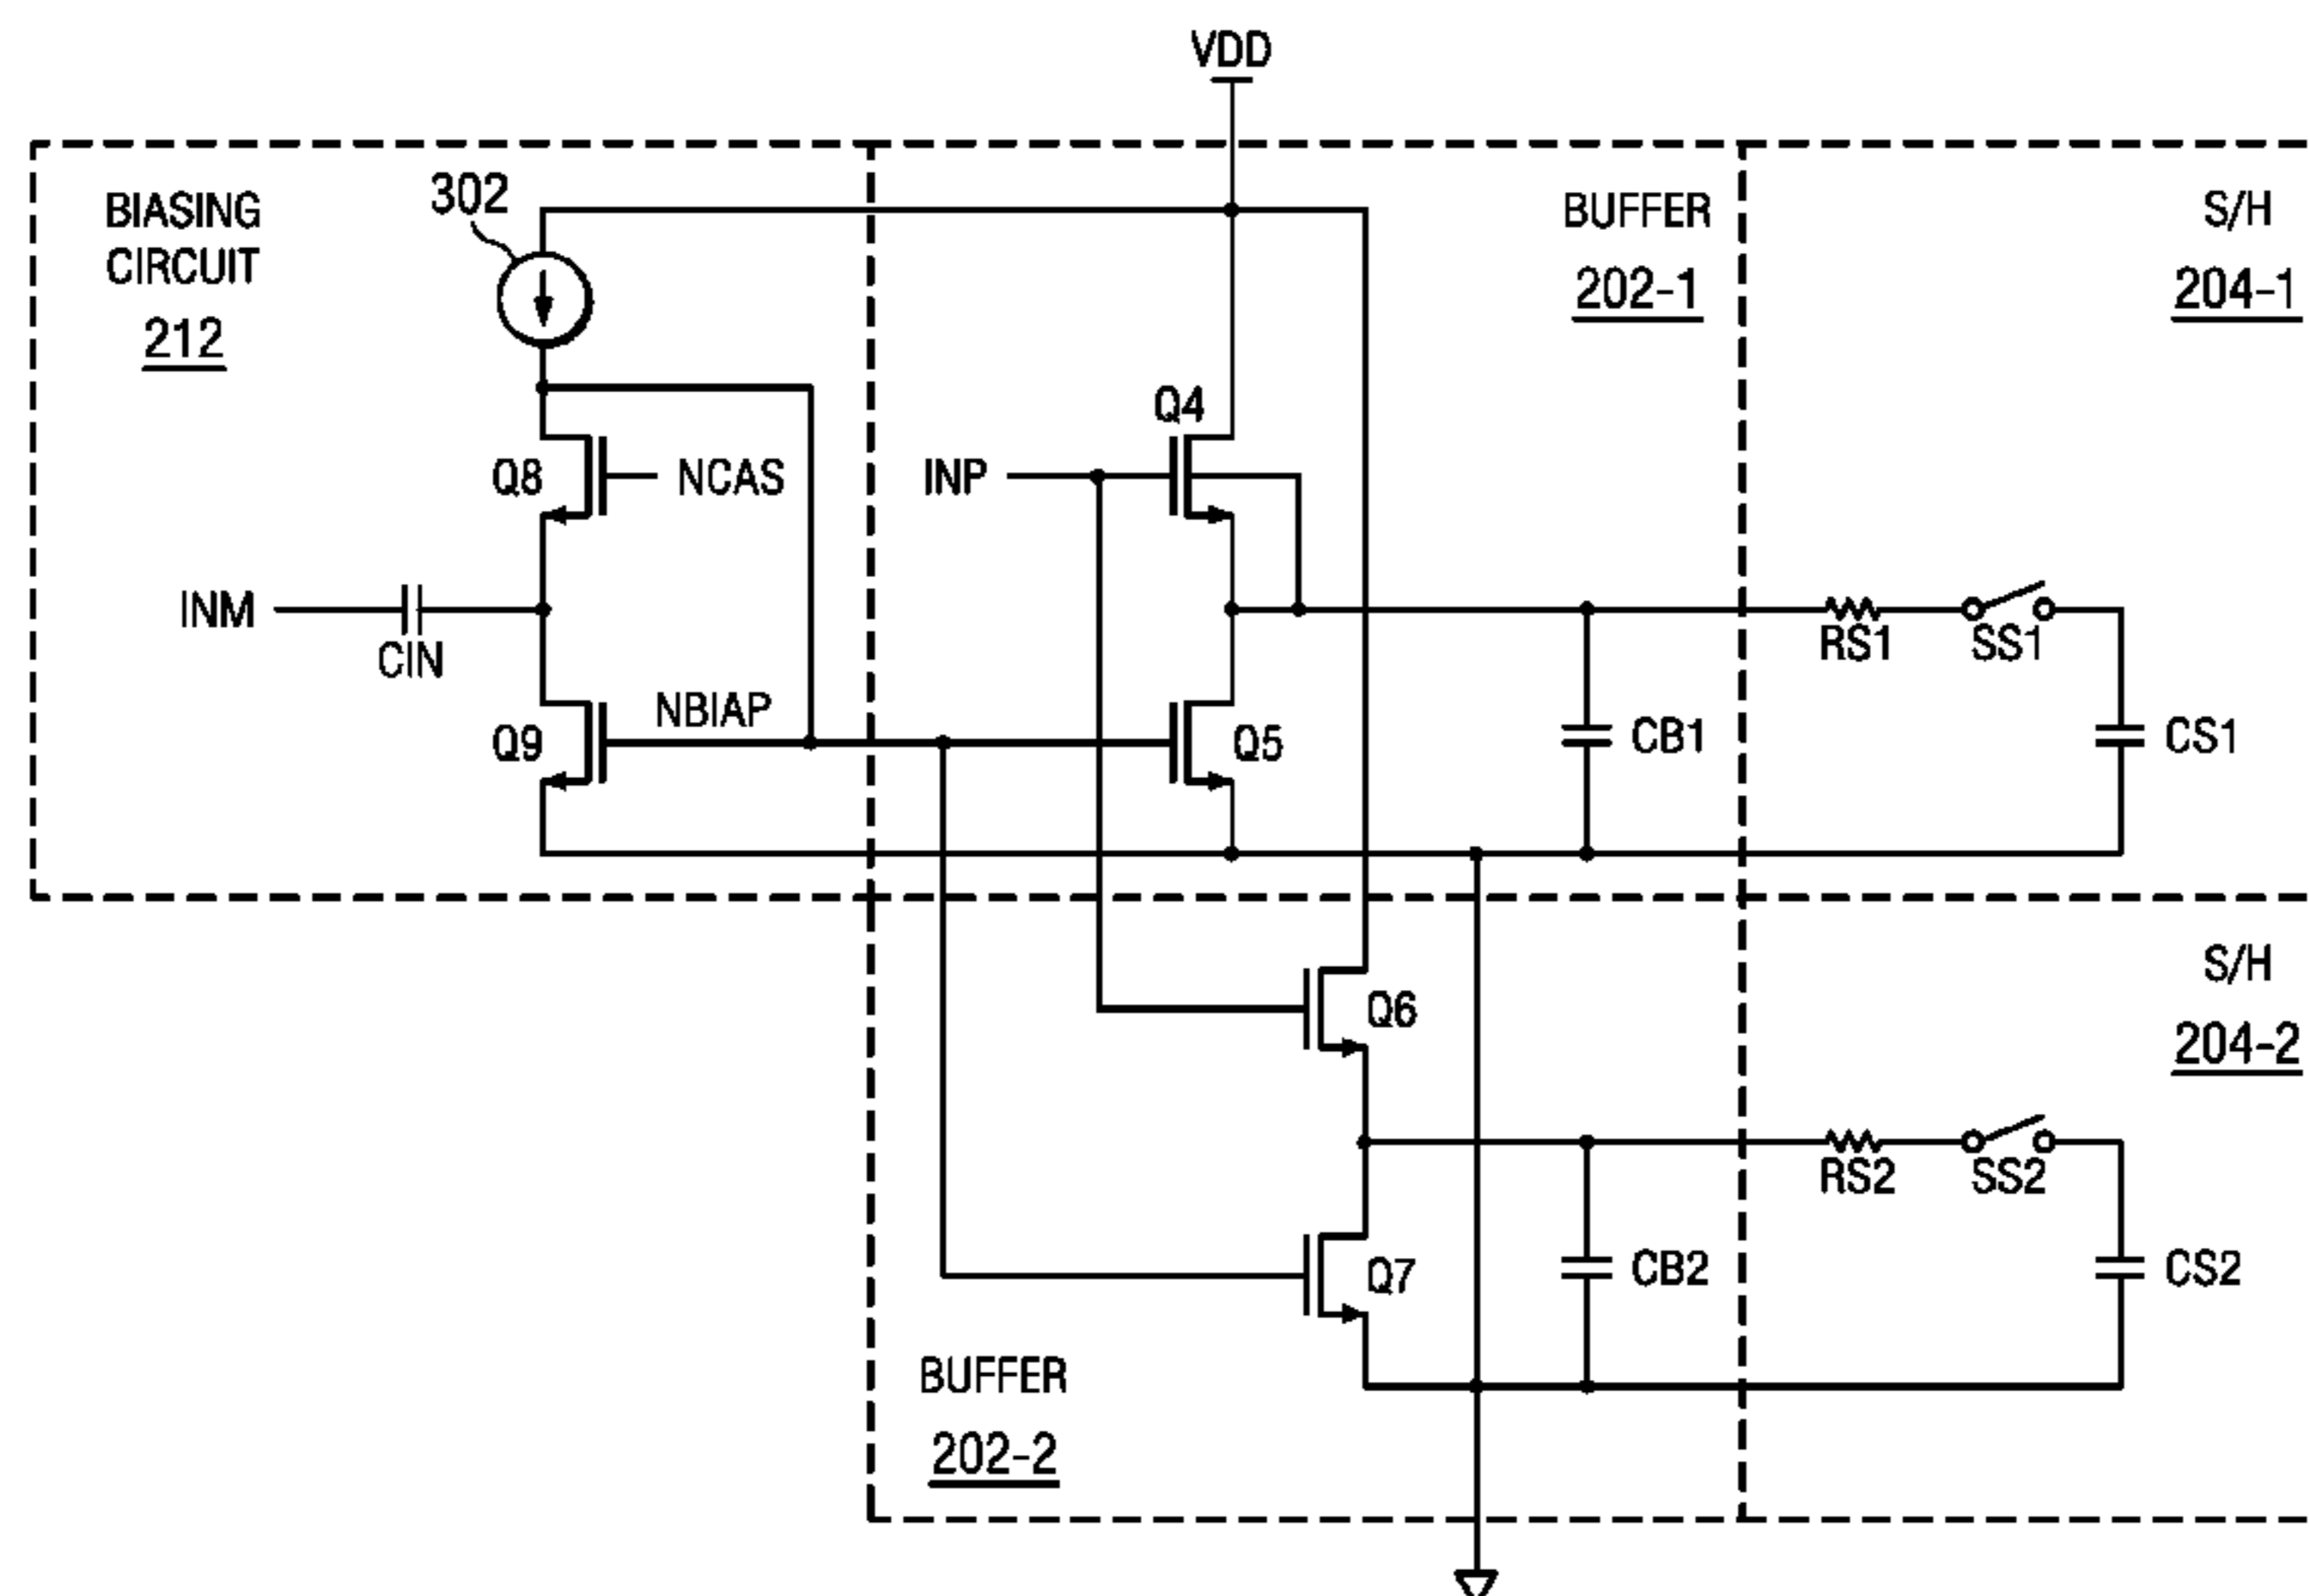 VDD
BIASING
CIRCUIT
212
302
BUFFER
202-1
S/H
204-1
Q8
NCAS
INP
Q4
INM
CIN
RS1
SS1
Q9
NBIAP
Q5
CB1
CS1
S/H
204-2
Q6
RS2
SS2
Q7
CB2
CS2
BUFFER
202-2